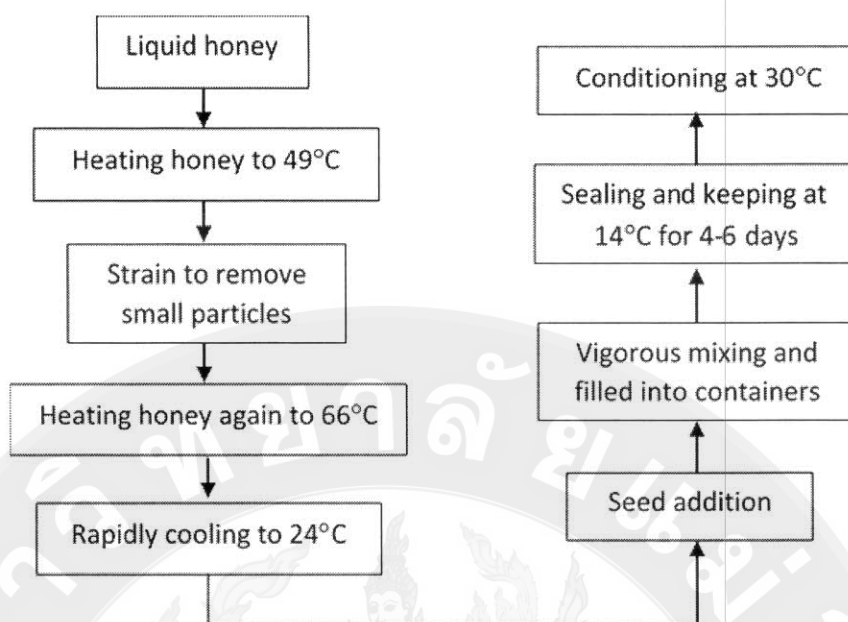 Liquid honey
Heating honey to 49°C
Strain to remove
small particles
Heating honey again to 66°C
Rapidly cooling to 24°C
Seed addition
Vigorous mixing and
filled into containers
Sealing and keeping at
14°C for 4-6 days
Conditioning at 30°C